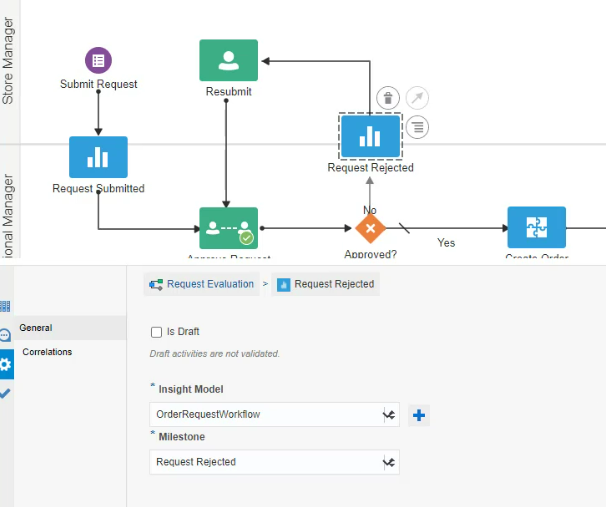 Store Manager
Submit Request
Resubmit
Request Rejected
Request Submitted
ional Manager
No
Approved?
Yes
Approve Request
Create Order
Request Evaluation > Request Rejected
General
Correlations
Is Draft
Draft activities are not validated.
* Insight Model
OrderRequestWorkflow
* Milestone
Request Rejected